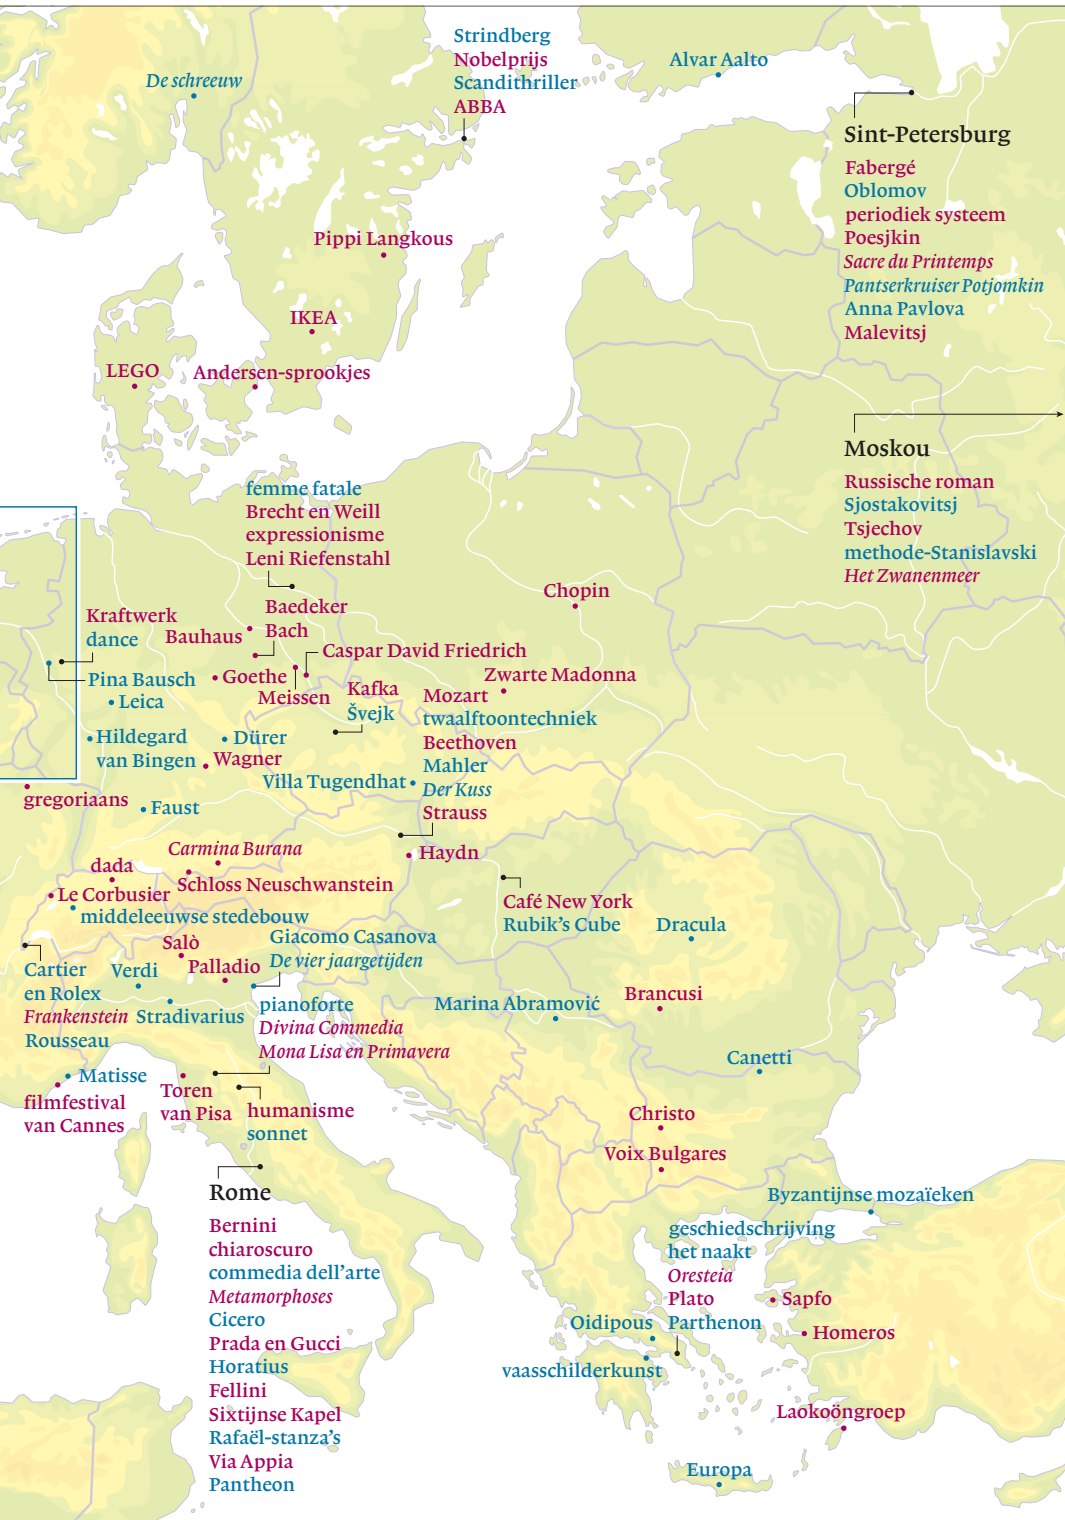 Strindberg
Nobelprijs
Scandithriller
ABBA
Alvar Aalto
De schreeuw
Sint-Petersburg
Fabergé
Oblomov
periodiek systeem
Poesjkin
Sacre du Printemps
Pantserkruiser Potjomkin
Anna Pavlova
Malevitsj
Pippi Langkous
IKEA
LEGO
Andersen-sprookjes
Moskou
Russische roman
Sjostakovitsj
Tsjechov
methode-Stanislavski
Het Zwanenmeer
femme fatale
Brecht en Weill
expressionisme
Leni Riefenstahl
Chopin
Kraftwerk
dance
Bauhaus
Baedeker
Bach
Caspar David Friedrich
Pina Bausch
Goethe
Meissen
Zwarte Madonna
Leica
Kafka
Švejk
Mozart
twaalftoontechniek
Beethoven
Mahler
Der Kuss
Strauss
Hildegard
van Bingen
Dürer
Wagner
Villa Tugendhat
gregoriaans
Faust
Carmina Burana
Haydn
dada
Schloss Neuschwanstein
Le Corbusier
middeleeuwse stedebouw
Café New York
Rubik's Cube
Dracula
Giacomo Casanova
De vier jaargetijden
Salò
Palladio
Cartier
en Rolex
Frankenstein
Rousseau
Verdi
Stradivarius
pianoforte
Divina Commedia
Mona Lisa en Primavera
Marina Abramović
Brancusi
Canetti
Matisse
filmfestival
van Cannes
Toren
van Pisa
humanisme
sonnet
Christo
Voix Bulgares
Rome
Bernini
chiaroscuro
commedia dell'arte
Metamorphoses
Cicero
Prada en Gucci
Horatius
Fellini
Sixtijnse Kapel
Rafaël-stanza's
Via Appia
Pantheon
Byzantijnse mozaïeken
geschiedschrijving
het naakt
Oresteia
Plato
Parthenon
Sapfo
Oidipous
Homeros
vaasschilderkunst
Laokoöngroep
Europa